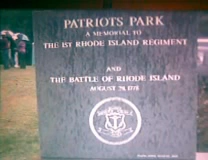 PATRIOTS PARK
A MEMORIAL TO
THE 1ST RHODE ISLAND REGIMENT
AND
THE BATTLE OF RHODE ISLAND
AUGUST 29, 1778